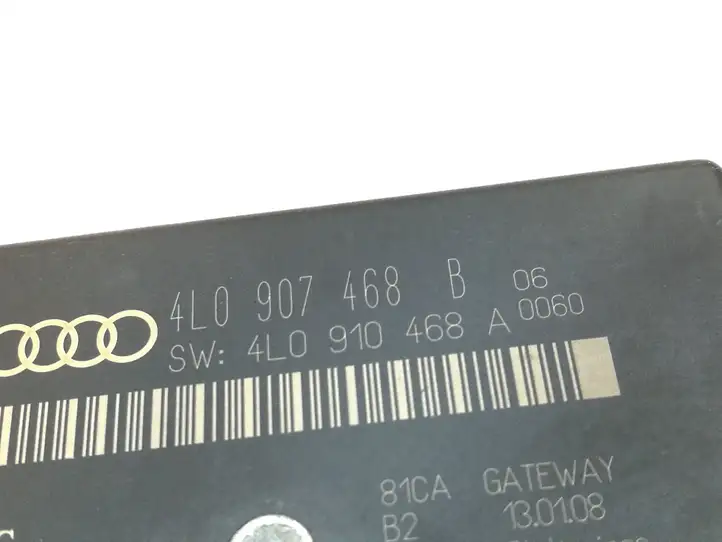 4L0 907 468 B 06
SW: 4L0 910 468 A 0060
81CA GATEWAY
B2 13.01.08